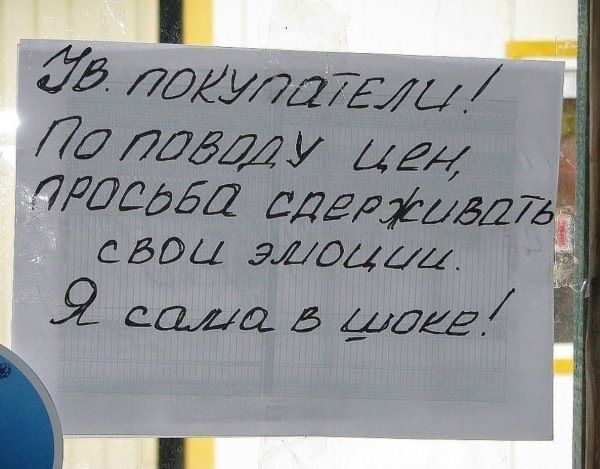 Ув. покупатели!
По поводу цен,
просьба сдерживать
свои эмоции.
Я сама в шоке!